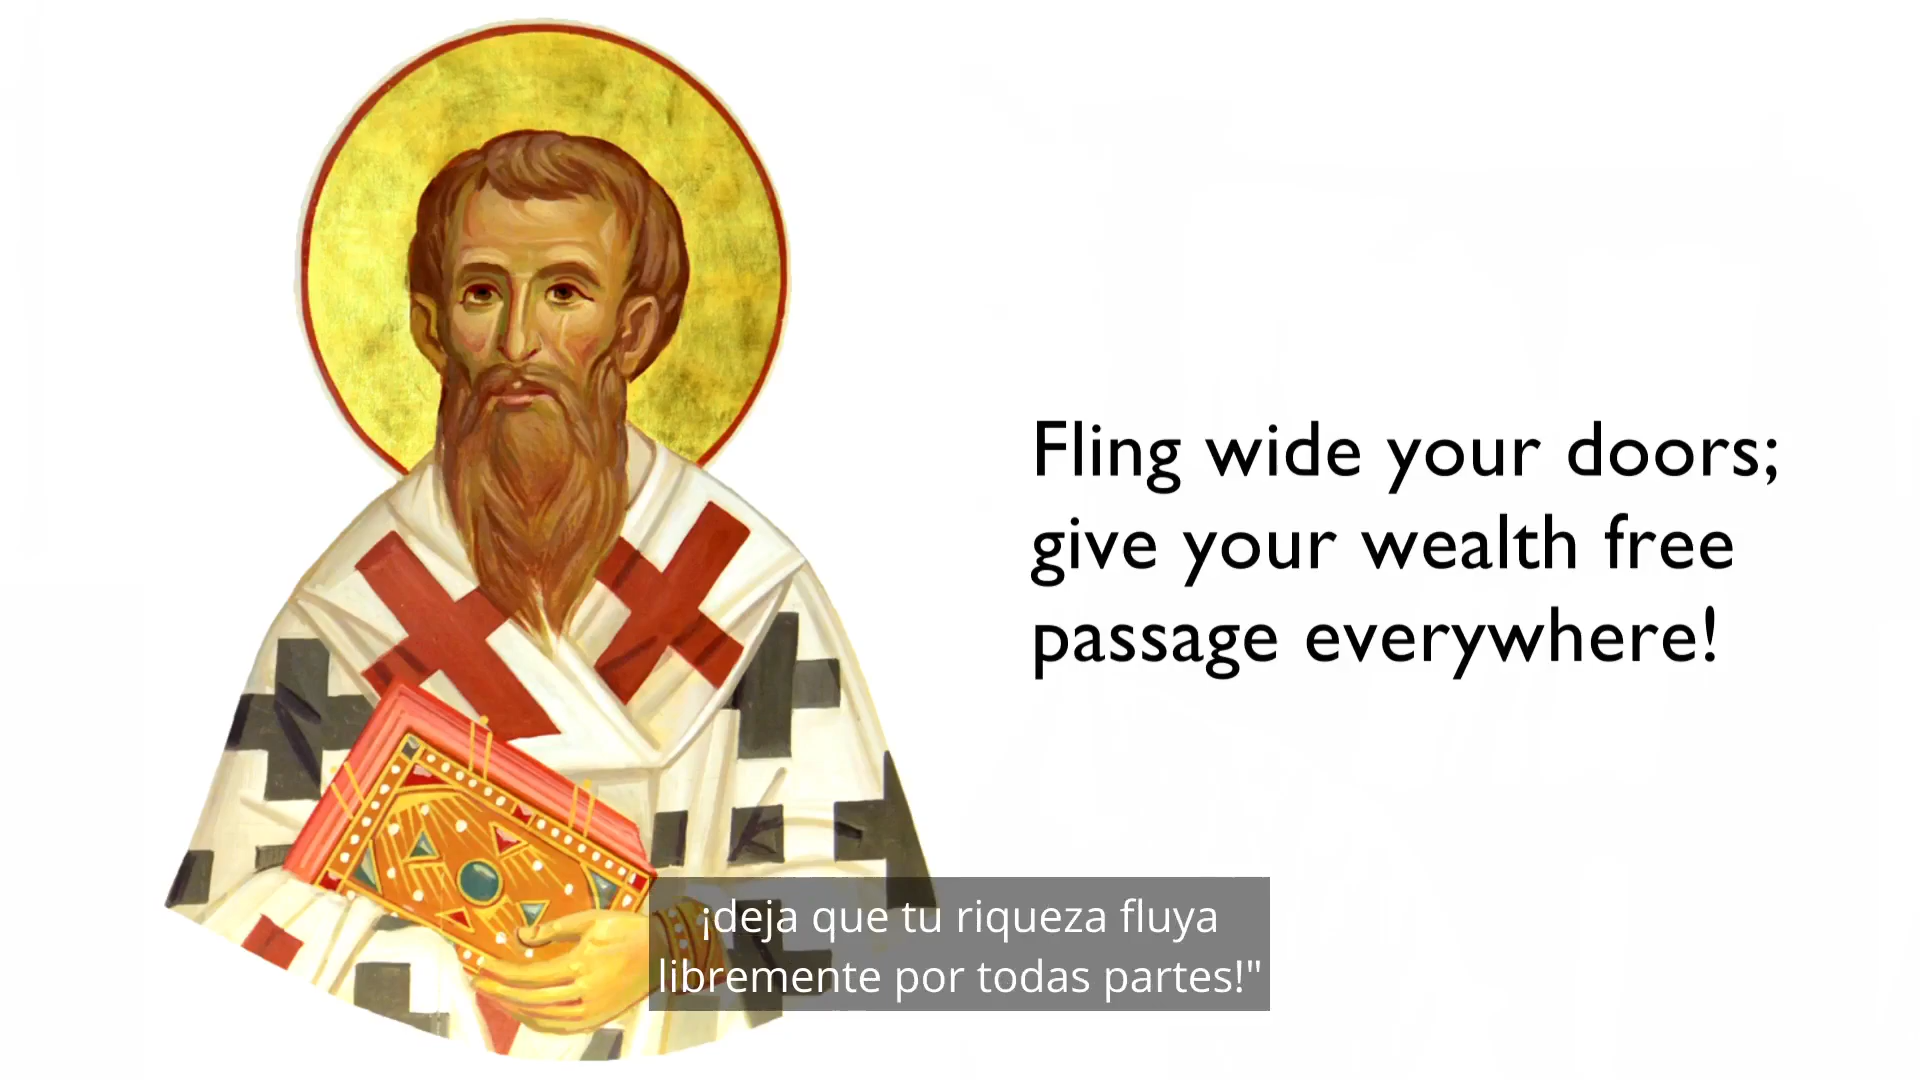 Fling wide your doors;
give your wealth free
passage everywhere!
¡deja que tu riqueza fluya
libremente por todas partes!"